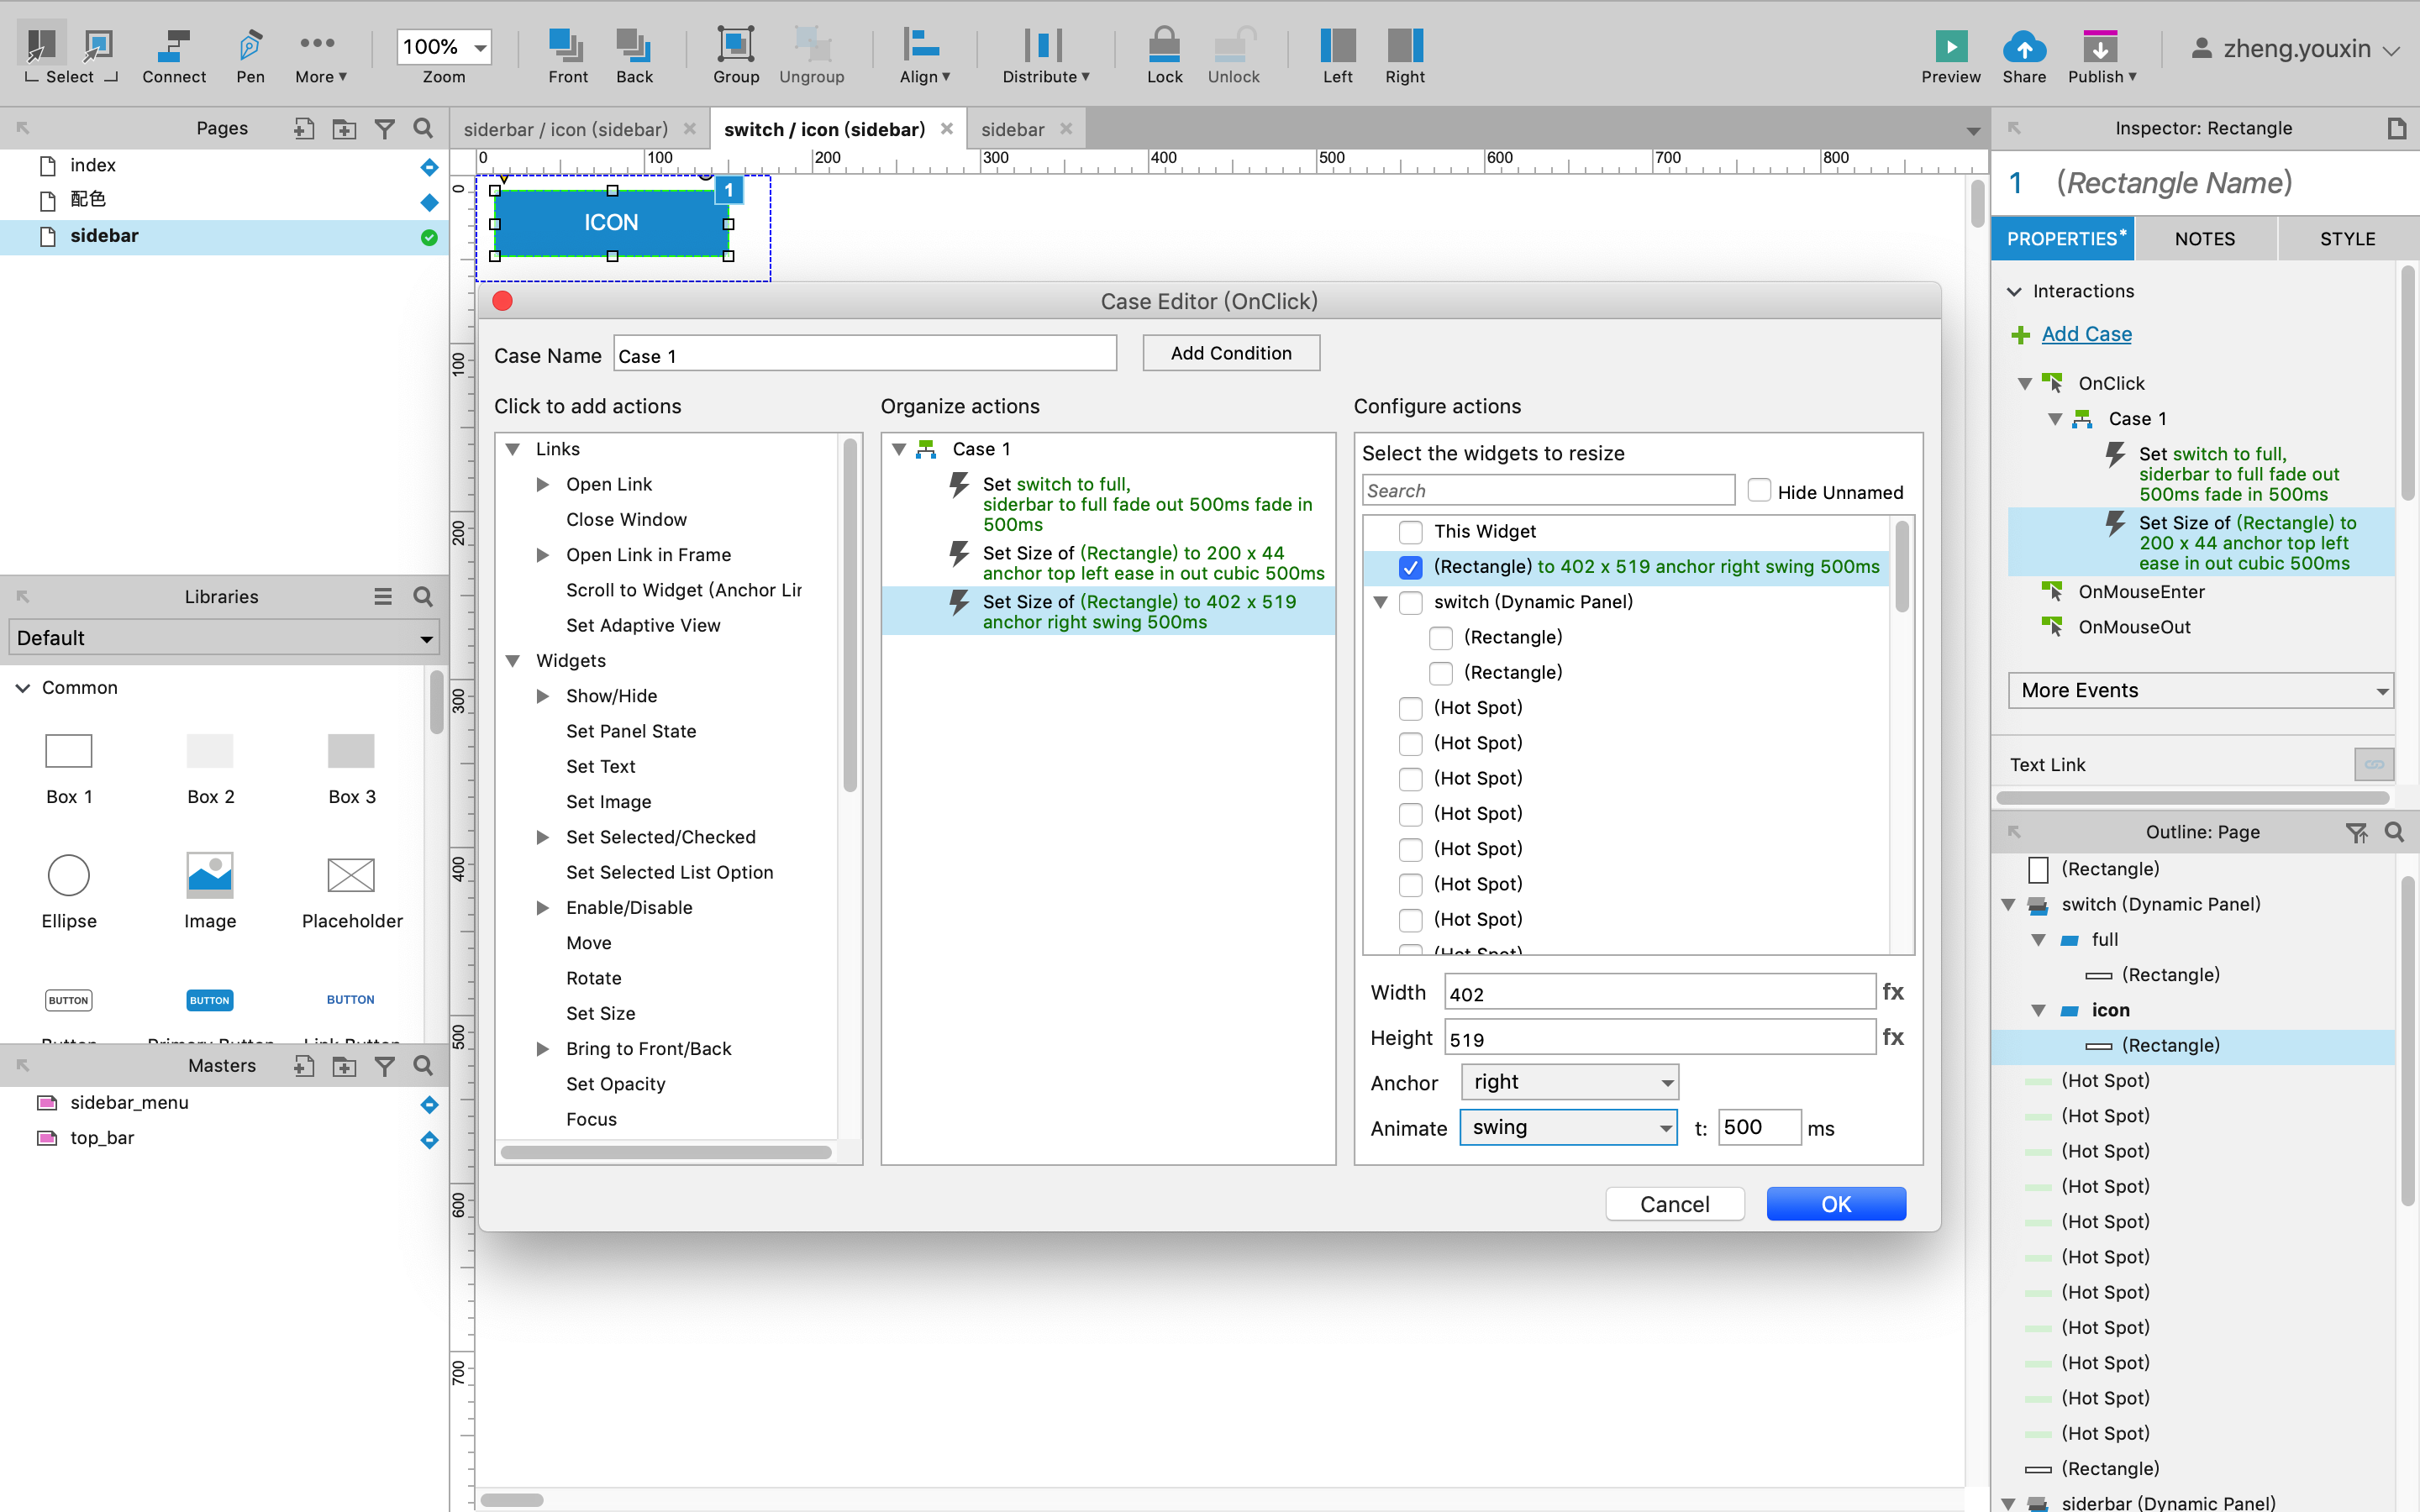 Select
Connect
Pen
More ▾
100%
Zoom
Front
Back
Group
Ungroup
Align ▾
Distribute ▾
Lock
Unlock
Left
Right
Preview
Share
Publish ▾
zheng.youxin
Pages
index
配色
sidebar
siderbar / icon (sidebar)
switch / icon (sidebar)
sidebar
0 100 200 300 400 500 600 700 800
0
100
200
300
400
500
600
700
ICON
1
Libraries
Default
Common
Box 1
Box 2
Box 3
Ellipse
Image
Placeholder
BUTTON
BUTTON
BUTTON
Button
Primary Button
Link Button
Masters
sidebar_menu
top_bar
Case Editor (OnClick)
Case Name
Case 1
Add Condition
Click to add actions
Links
Open Link
Close Window
Open Link in Frame
Scroll to Widget (Anchor Lir
Set Adaptive View
Widgets
Show/Hide
Set Panel State
Set Text
Set Image
Set Selected/Checked
Set Selected List Option
Enable/Disable
Move
Rotate
Set Size
Bring to Front/Back
Set Opacity
Focus
Organize actions
Case 1
Set switch to full,
siderbar to full fade out 500ms fade in
500ms
Set Size of (Rectangle) to 200 x 44
anchor top left ease in out cubic 500ms
Set Size of (Rectangle) to 402 x 519
anchor right swing 500ms
Configure actions
Select the widgets to resize
Search
Hide Unnamed
This Widget
(Rectangle) to 402 x 519 anchor right swing 500ms
switch (Dynamic Panel)
(Rectangle)
(Rectangle)
(Hot Spot)
(Hot Spot)
(Hot Spot)
(Hot Spot)
(Hot Spot)
(Hot Spot)
(Hot Spot)
(Hot Spot)
Width 402 fx
Height 519 fx
Anchor right
Animate swing t: 500 ms
Cancel
OK
Inspector: Rectangle
1 (Rectangle Name)
PROPERTIES*
NOTES
STYLE
Interactions
Add Case
OnClick
Case 1
Set switch to full,
siderbar to full fade out
500ms fade in 500ms
Set Size of (Rectangle) to
200 x 44 anchor top left
ease in out cubic 500ms
OnMouseEnter
OnMouseOut
More Events
Text Link
Outline: Page
(Rectangle)
switch (Dynamic Panel)
full
(Rectangle)
icon
(Rectangle)
(Hot Spot)
(Hot Spot)
(Hot Spot)
(Hot Spot)
(Hot Spot)
(Hot Spot)
(Hot Spot)
(Hot Spot)
(Hot Spot)
(Hot Spot)
(Hot Spot)
(Rectangle)
siderbar (Dynamic Panel)